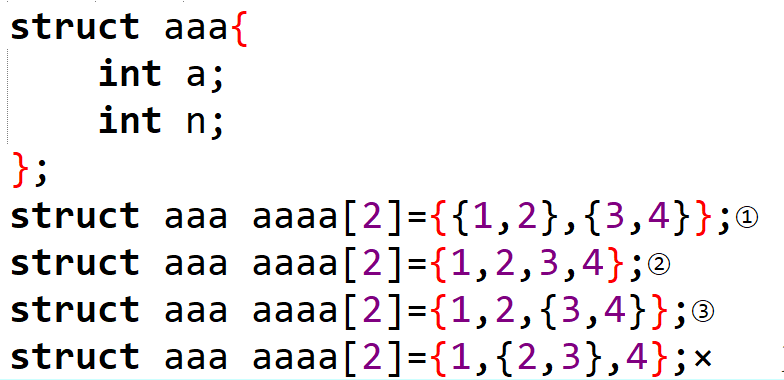 struct aaa{
    int a;
    int n;
};
struct aaa aaaa[2]={{1,2},{3,4}};①
struct aaa aaaa[2]={1,2,3,4};②
struct aaa aaaa[2]={1,2,{3,4}};③
struct aaa aaaa[2]={1,{2,3},4};×